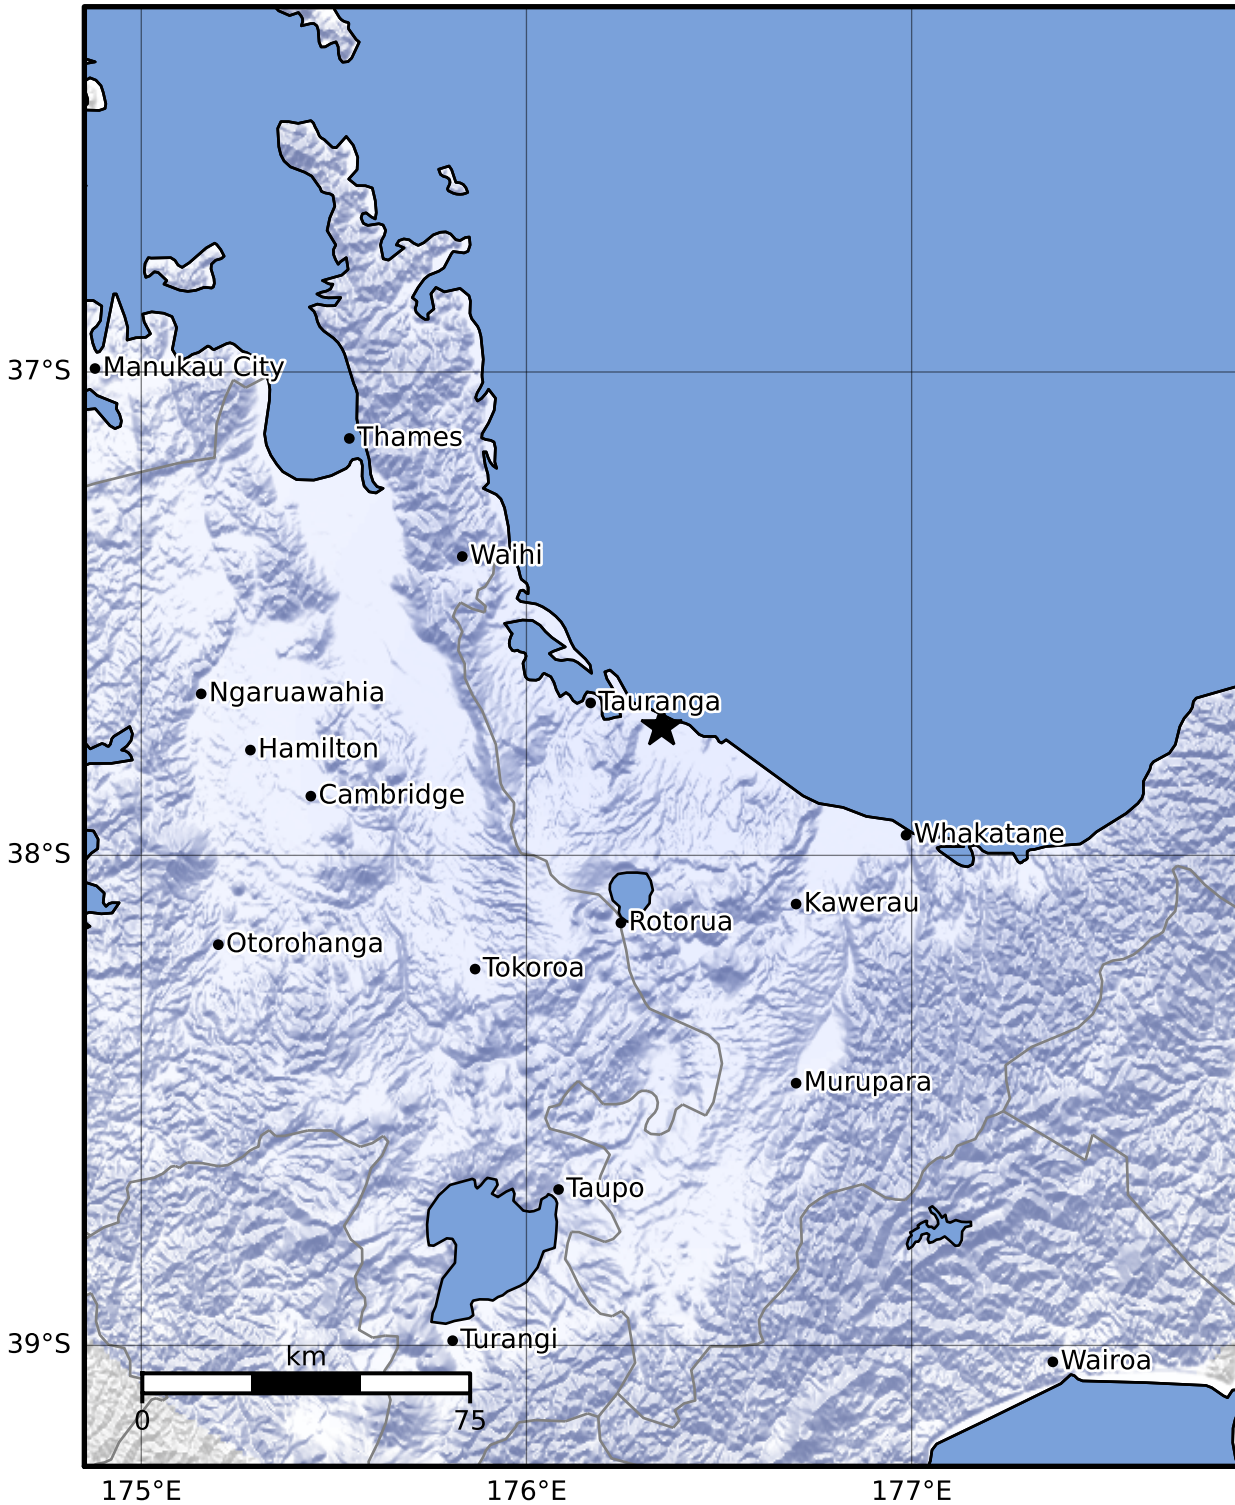 37°S
Manukau City
Thames
Waihi
Ngaruawahia
Tauranga
Hamilton
Cambridge
Whakatane
38°S
Kawerau
Rotorua
Otorohanga
Tokoroa
Murupara
Taupo
39°S
Turangi
km
Wairoa
0 75
175°E 176°E 177°E